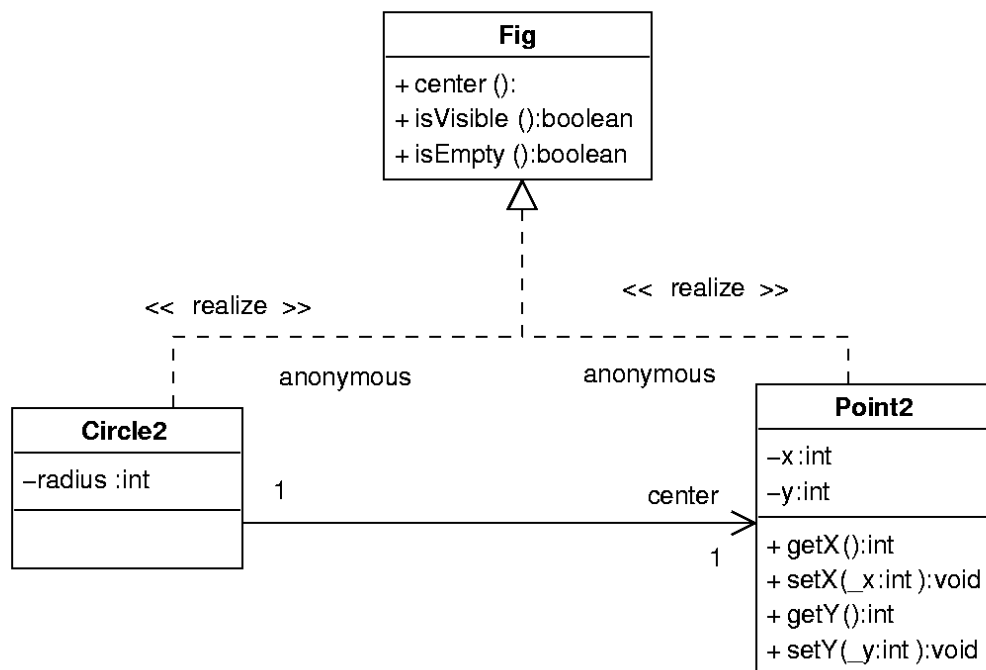 Fig
+ center ():
+ isVisible ():boolean
+ isEmpty ():boolean
<< realize >>
<< realize >>
anonymous
anonymous
Circle2
−radius :int
1
center
1
Point2
−x:int
−y:int
+ getX():int
+ setX(_x:int):void
+ getY():int
+ setY(_y:int):void